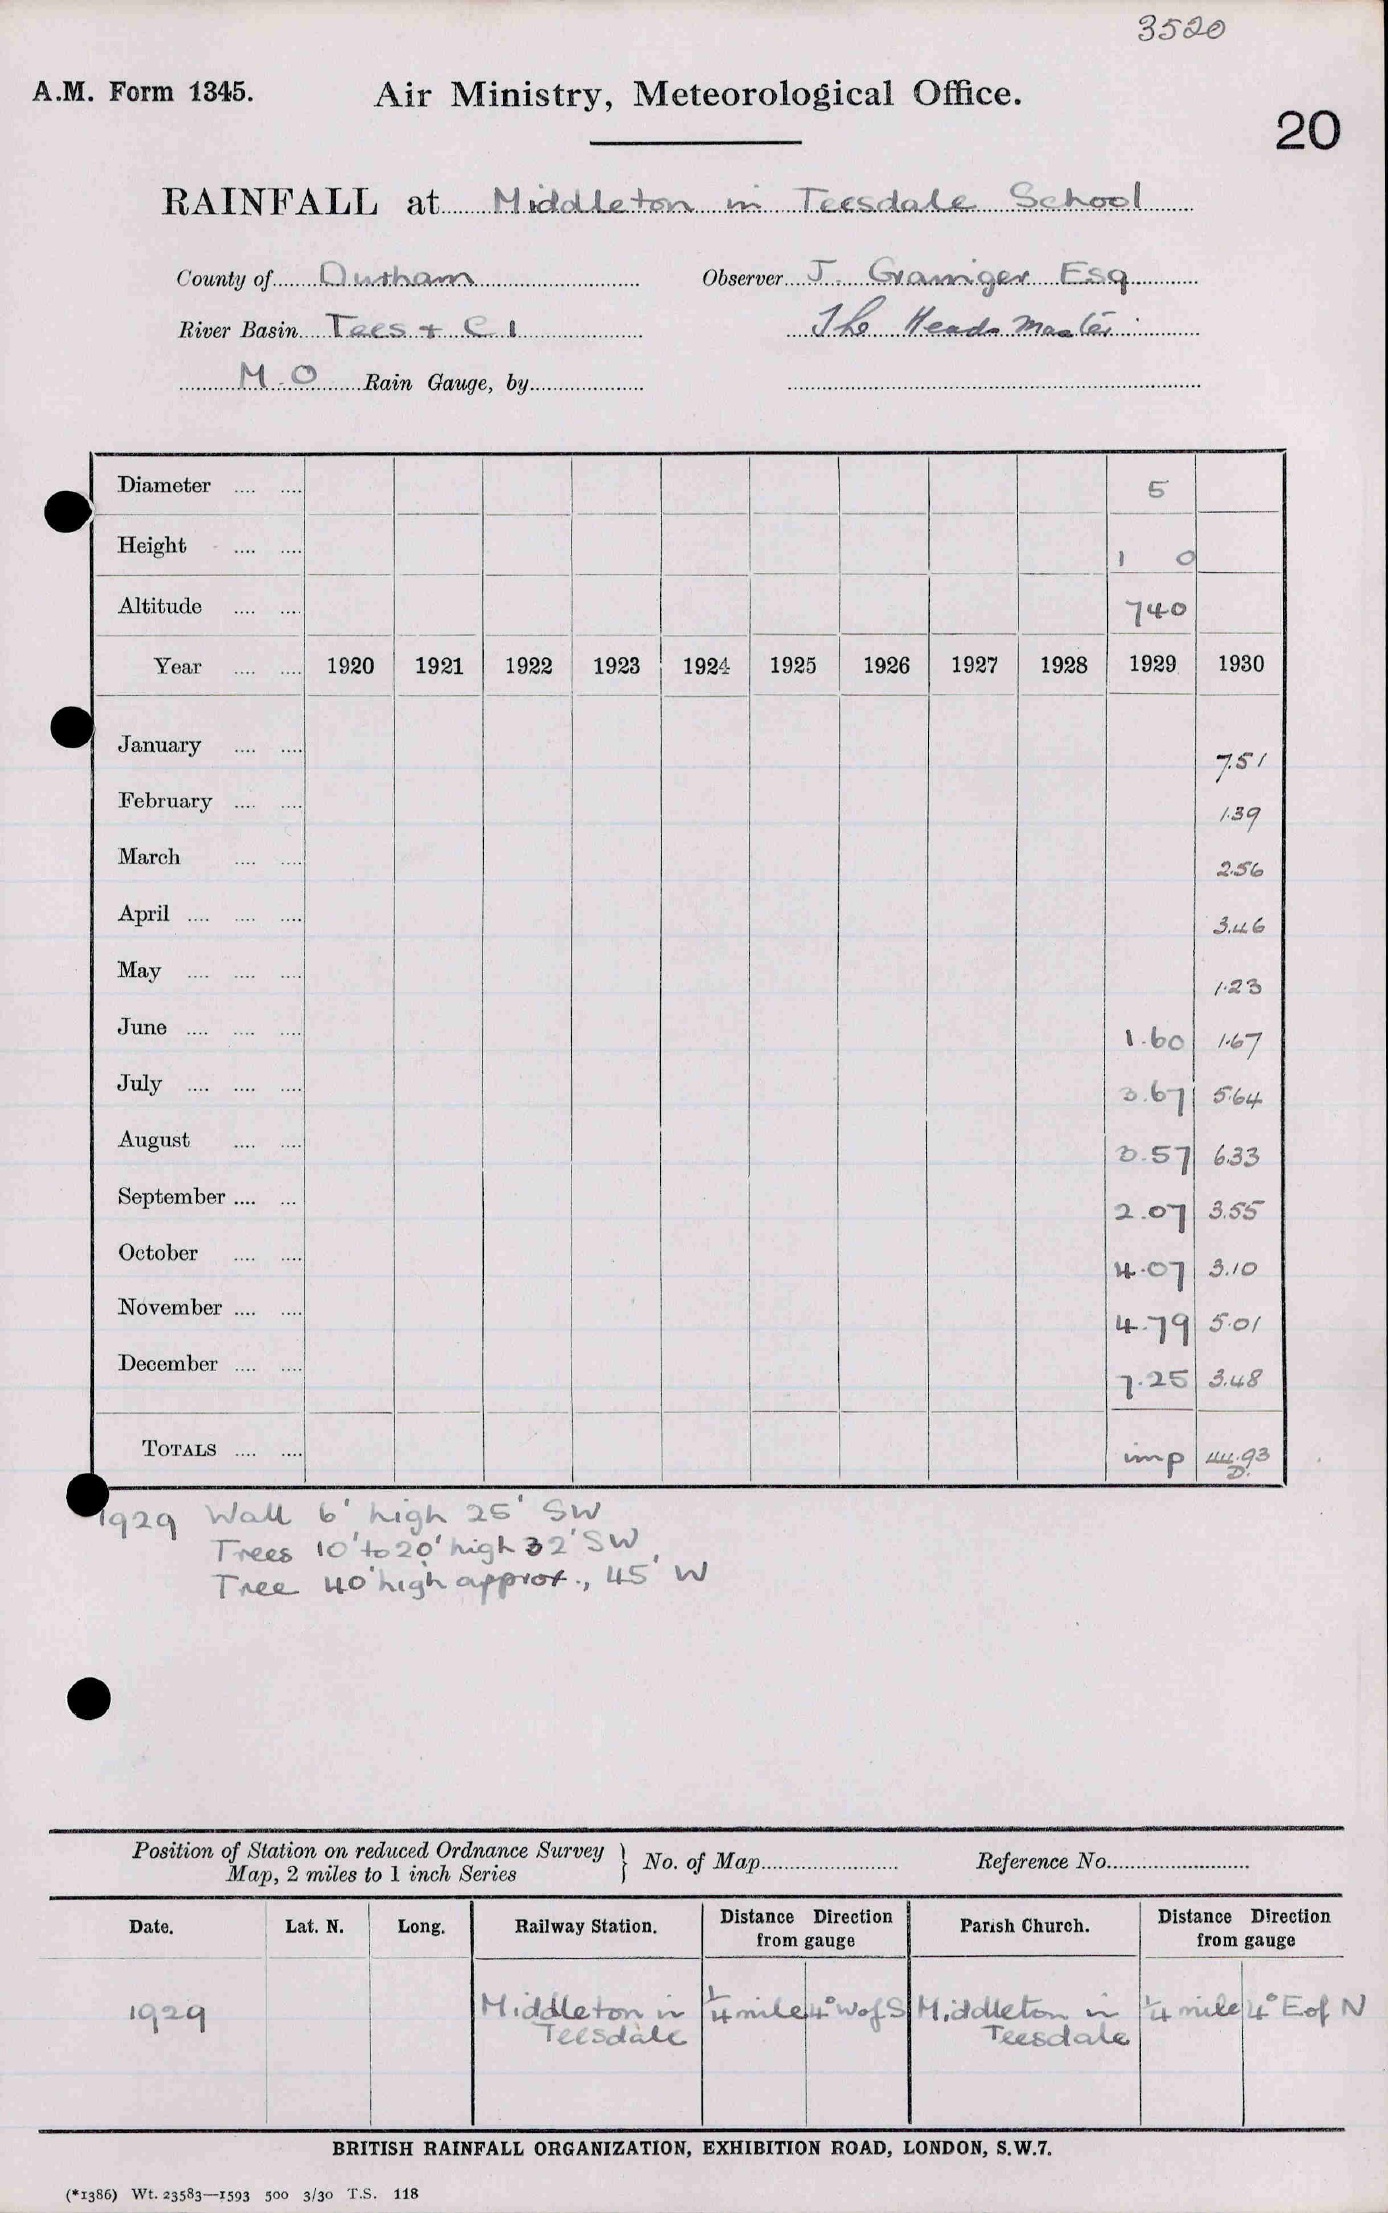 3520
A.M. Form 1345.
Air Ministry, Meteorological Office.
20
RAINFALL at Middleton in Teesdale School
County of Durham Observer J. Grainger Esq
River Basin Tees + C 1 The Head Master
M.O Rain Gauge, by
Diameter 5
Height 1 0
Altitude 740
Year 1920 1921 1922 1923 1924 1925 1926 1927 1928 1929 1930
January 7.51
February 1.39
March 2.56
April 3.46
May 1.23
June 1.60 1.67
July 3.67 5.64
August 3.57 6.33
September 2.07 3.55
October 4.07 3.10
November 4.79 5.01
December 7.25 3.48
TOTALS imp 44.93
D.
1929 Wall 6' high 25' SW
Trees 10' to 20' high 32' SW
Tree 40' high approx., 45' W
Position of Station on reduced Ordnance Survey
Map, 2 miles to 1 inch Series } No. of Map Reference No.
Date. Lat. N. Long. Railway Station. Distance Direction from gauge Parish Church. Distance Direction from gauge
1929 Middleton in Teesdale 1/4 mile 4° W of S Middleton in Teesdale 1/4 mile 4° E of N
BRITISH RAINFALL ORGANIZATION, EXHIBITION ROAD, LONDON, S.W.7.
(*1386) Wt. 23583—1593 500 3/30 T.S. 118